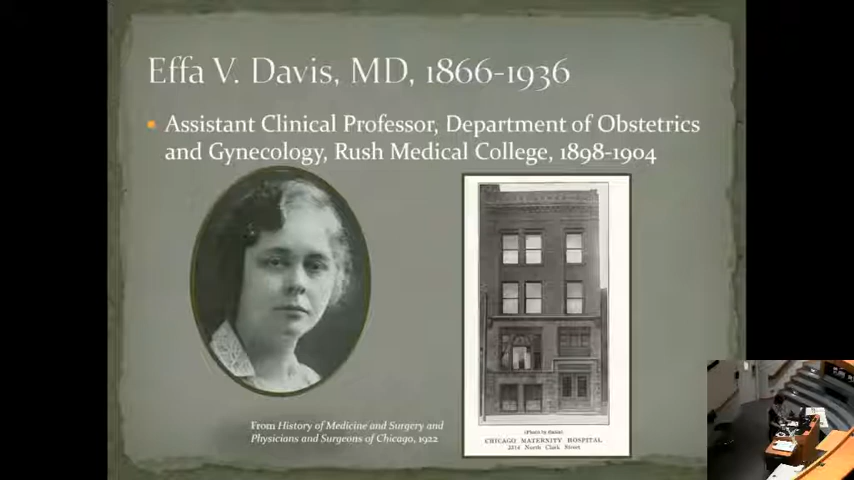 Effa V. Davis, MD, 1866-1936
Assistant Clinical Professor, Department of Obstetrics
and Gynecology, Rush Medical College, 1898-1904
From History of Medicine and Surgery and
Physicians and Surgeons of Chicago, 1922
CHICAGO MATERNITY HOSPITAL
North Clark Street